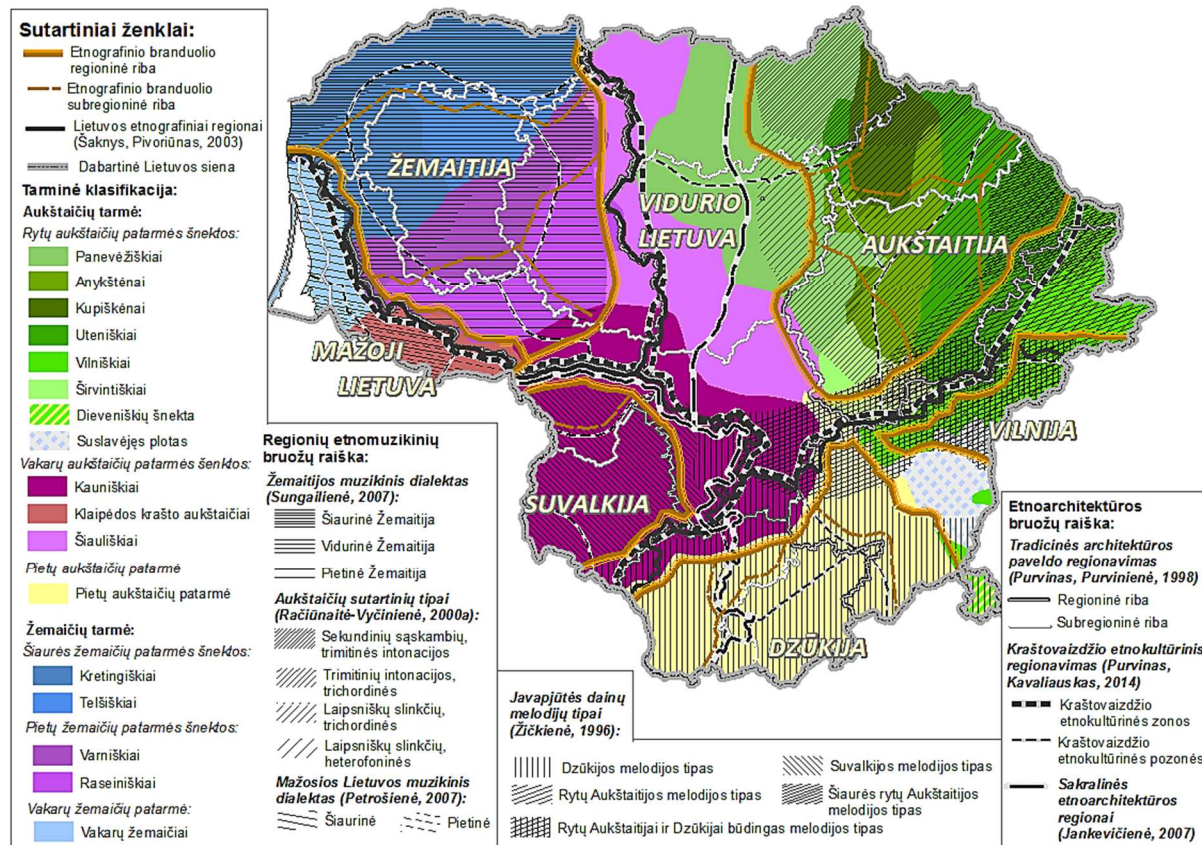 Sutartiniai ženklai:
Etnografinio branduolio
regioninė riba
Etnografinio branduolio
subregioninė riba
Lietuvos etnografiniai regionai
(Šaknys, Pivoriūnas, 2003)
Dabartinė Lietuvos siena
Tarminė klasifikacija:
Aukštaičių tarmė:
Rytų aukštaičių patarmės šnektos:
Panevėžiškiai
Anykštėnai
Kupiškėnai
Uteniškiai
Vilniškiai
Širvintiškiai
Dieveniškių šnekta
Suslavėjęs plotas
Vakarų aukštaičių patarmės šenktos:
Kauniškiai
Klaipėdos krašto aukštaičiai
Šiauliškiai
Pietų aukštaičių patarmė
Pietų aukštaičių patarmė
Žemaičių tarmė:
Šiaurės žemaičių patarmės šnektos:
Kretingiškiai
Telšiškiai
Pietų žemaičių patarmės šnektos:
Varniškiai
Raseiniškiai
Vakarų žemaičių patarmė:
Vakarų žemaičiai
ŽEMAITIJA
VIDURIO
LIETUVA
AUKŠTAITIJA
MAŽOJI
LIETUVA
SUVALKIJA
VILNIJA
DZŪKIJA
Regionių etnomuzikinių
bruožų raiška:
Žemaitijos muzikinis dialektas
(Sungailienė, 2007):
Šiaurinė Žemaitija
Vidurinė Žemaitija
Pietinė Žemaitija
Aukštaičių sutartinių tipai
(Račiūnaitė-Vyčinienė, 2000a):
Sekundinių sąskambių,
trimitinės intonacijos
Trimitinių intonacijos,
trichordinės
Laipsniškų slinkčių,
trichordinės
Laipsniškų slinkčių,
heterofoninės
Mažosios Lietuvos muzikinis
dialektas (Petrošienė, 2007):
Šiaurinė
Pietinė
Javapjūtės dainų
melodijų tipai
(Žičkienė, 1996):
Dzūkijos melodijos tipas
Rytų Aukštaitijos melodijos tipas
Rytų Aukštaitijai ir Dzūkijai būdingas melodijos tipas
Suvalkijos melodijos tipas
Šiaurės rytų Aukštaitijos
melodijos tipas
Etnoarchitektūros
bruožų raiška:
Tradicinės architektūros
paveldo regionavimas
(Purvinas, Purvinienė, 1998)
Regioninė riba
Subregioninė riba
Kraštovaizdžio etnokultūrinis
regionavimas (Purvinas,
Kavaliauskas, 2014)
Kraštovaizdžio
etnokultūrinės zonos
Kraštovaizdžio
etnokultūrinės pozonės
Sakralinės
etnoarchitektūros
regionai
(Jankevičienė, 2007)